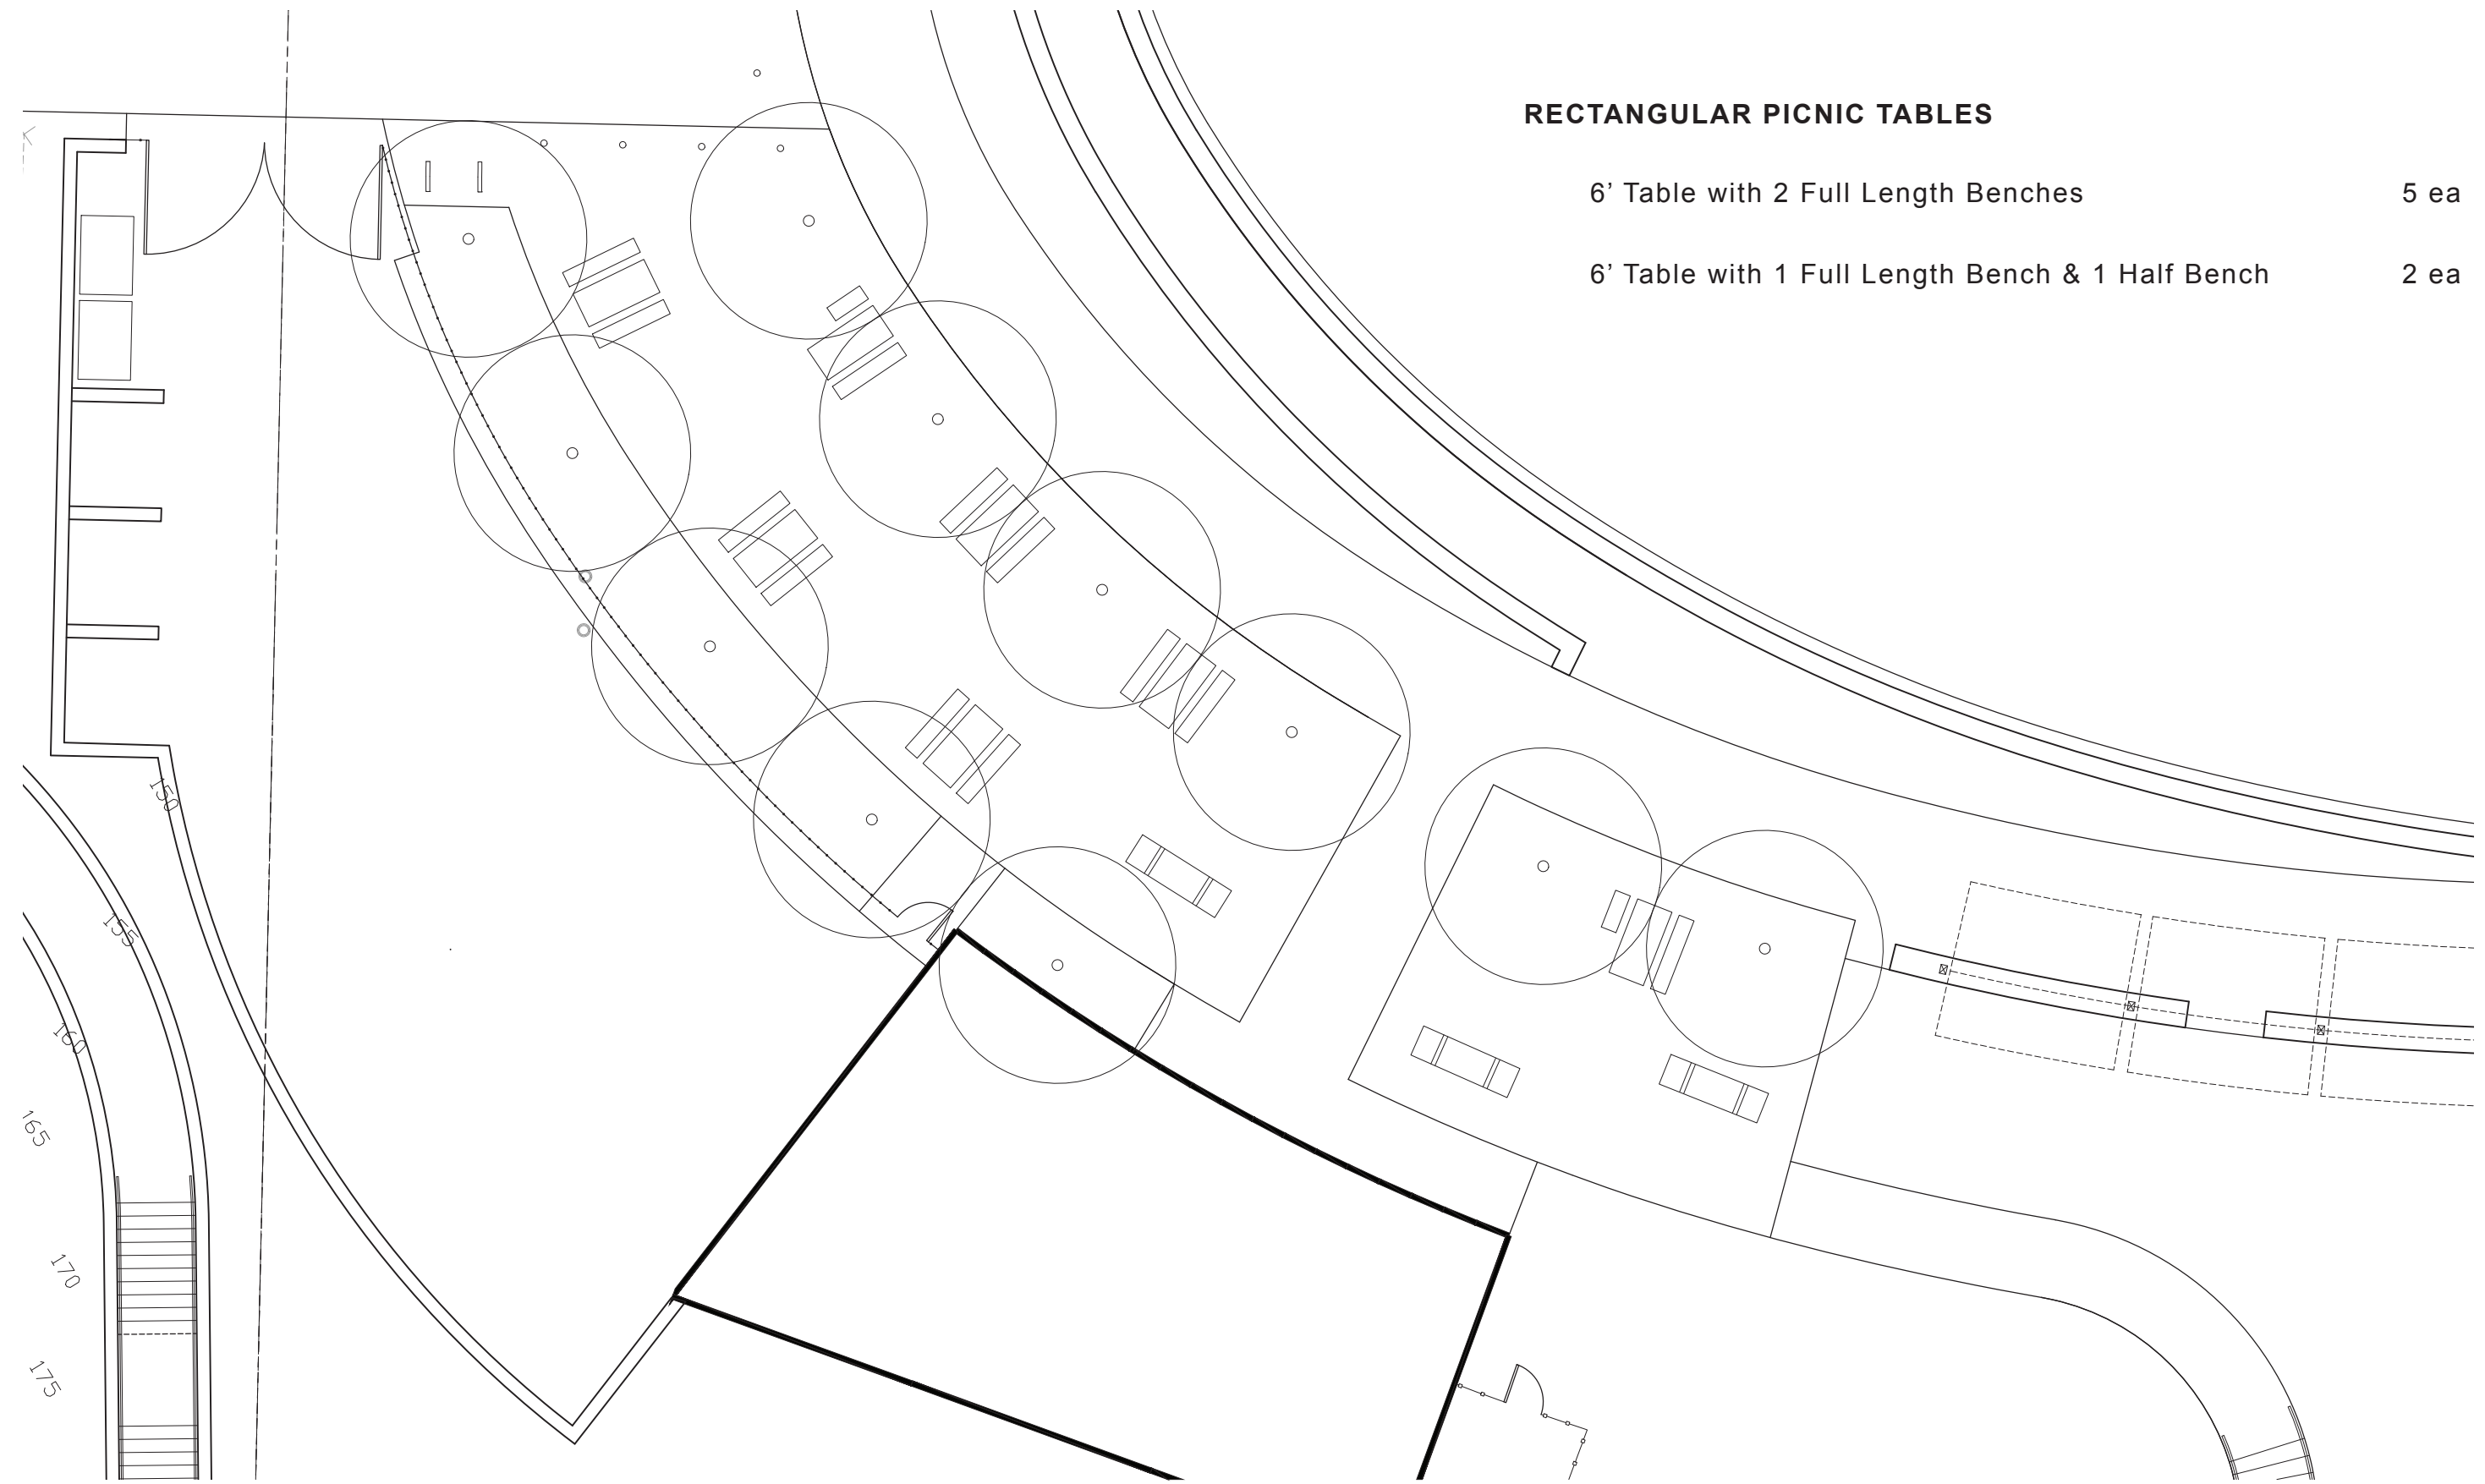 RECTANGULAR PICNIC TABLES
6’ Table with 2 Full Length Benches 5 ea
6’ Table with 1 Full Length Bench & 1 Half Bench 2 ea
150
155
160
165
170
175